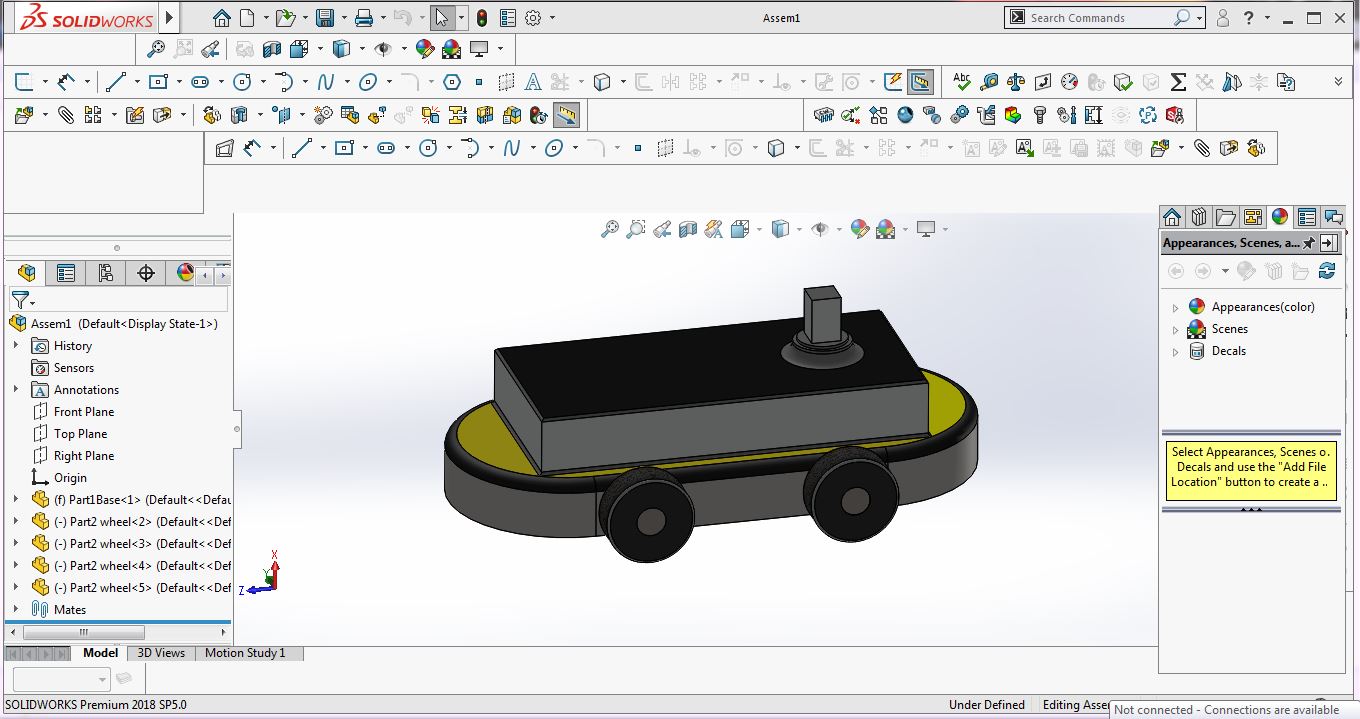 SOLIDWORKS
Assem1
Search Commands
?
Abc
Assem1 (Default<Display State-1>)
History
Sensors
Annotations
Front Plane
Top Plane
Right Plane
Origin
(f) Part1Base<1> (Default<<Defau
(-) Part2 wheel<2> (Default<<Def
(-) Part2 wheel<3> (Default<<Def
(-) Part2 wheel<4> (Default<<Def
(-) Part2 wheel<5> (Default<<Def
Mates
X
Y
Z
Appearances, Scenes, a...
Appearances(color)
Scenes
Decals
Select Appearances, Scenes o.
Decals and use the "Add File
Location" button to create a ..
Model
3D Views
Motion Study 1
SOLIDWORKS Premium 2018 SP5.0
Under Defined
Editing Asse
Not connected - Connections are available